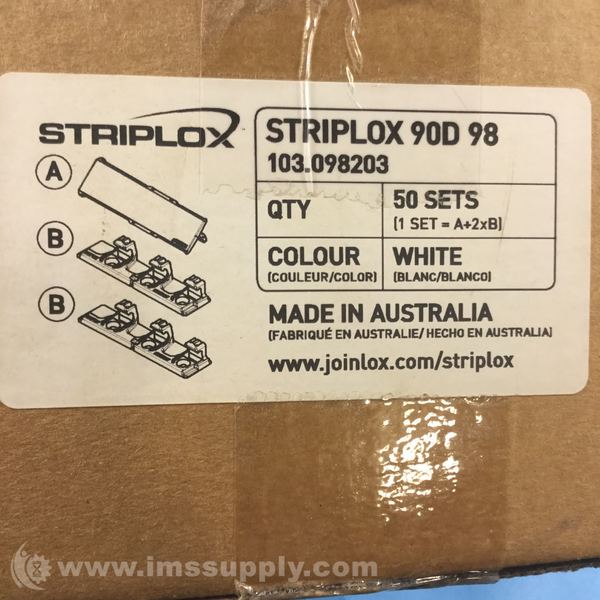 STRIPLOX
A
B
B
STRIPLOX 90D 98
103.098203
QTY
50 SETS
(1 SET = A+2xB)
COLOUR
(COULEUR/COLOR)
WHITE
(BLANC/BLANCO)
MADE IN AUSTRALIA
(FABRIQUÉ EN AUSTRALIE/ HECHO EN AUSTRALIA)
www.joinlox.com/striplox
www.imssupply.com